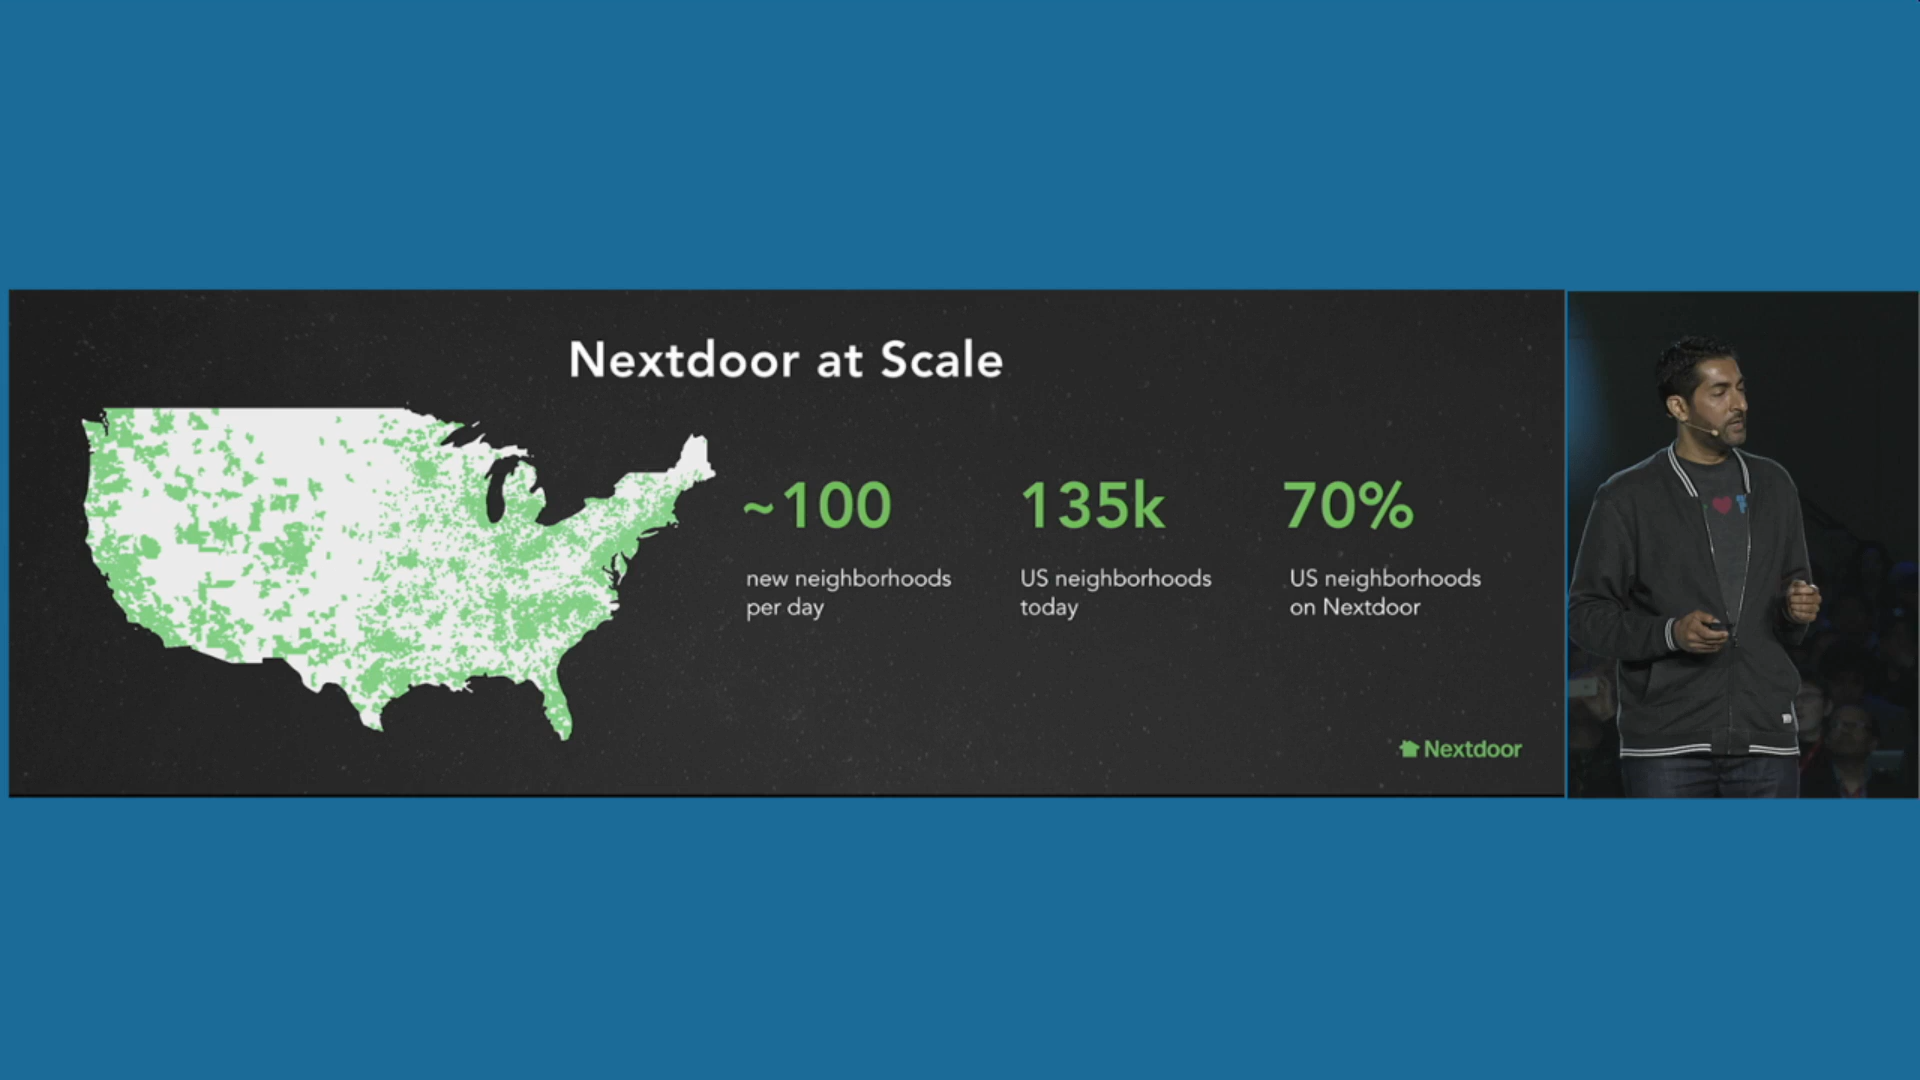 Nextdoor at Scale
~100
new neighborhoods
per day
135k
US neighborhoods
today
70%
US neighborhoods
on Nextdoor
Nextdoor